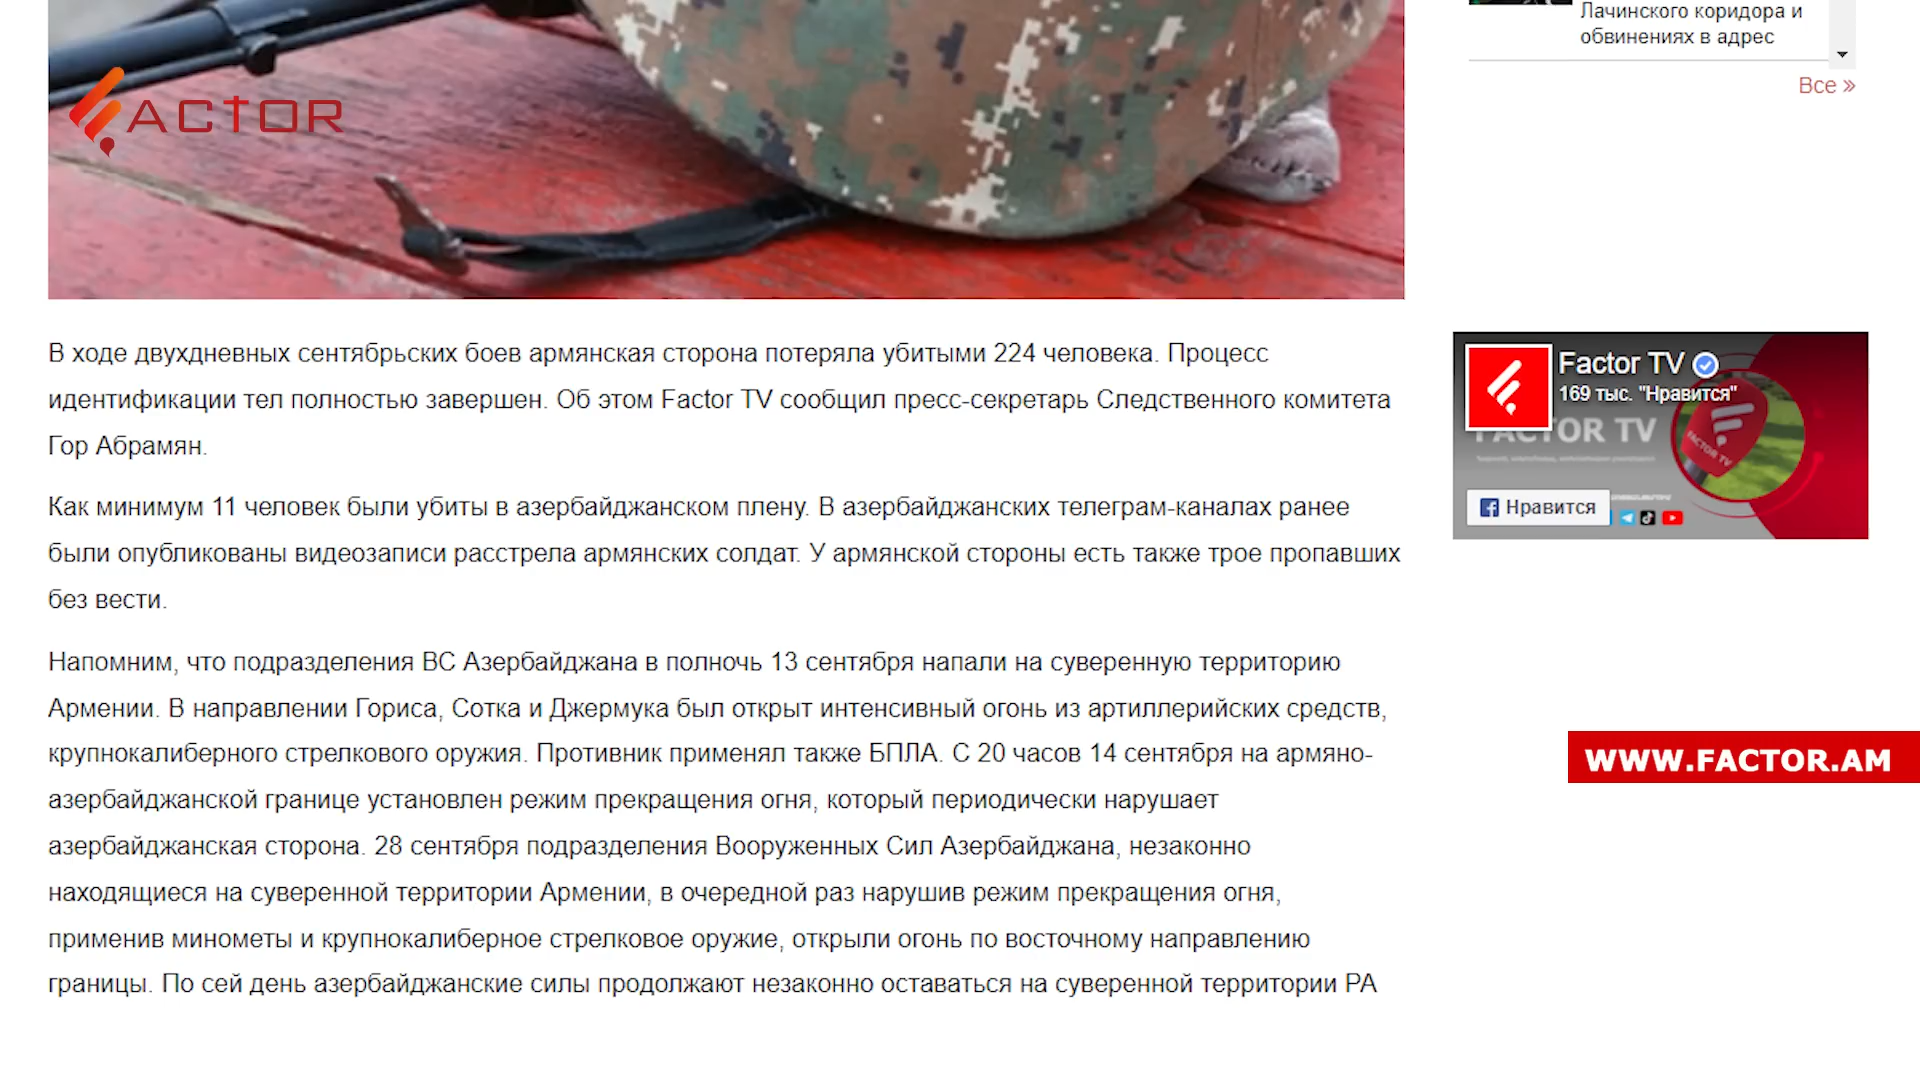 Лачинского коридора и
обвинениях в адрес
Все »
ACTOR
В ходе двухдневных сентябрьских боев армянская сторона потеряла убитыми 224 человека. Процесс
идентификации тел полностью завершен. Об этом Factor TV сообщил пресс-секретарь Следственного комитета
Гор Абрамян.
Как минимум 11 человек были убиты в азербайджанском плену. В азербайджанских телеграм-каналах ранее
были опубликованы видеозаписи расстрела армянских солдат. У армянской стороны есть также трое пропавших
без вести.
Напомним, что подразделения ВС Азербайджана в полночь 13 сентября напали на суверенную территорию
Армении. В направлении Гориса, Сотка и Джермука был открыт интенсивный огонь из артиллерийских средств,
крупнокалиберного стрелкового оружия. Противник применял также БПЛА. С 20 часов 14 сентября на армяно-
азербайджанской границе установлен режим прекращения огня, который периодически нарушает
азербайджанская сторона. 28 сентября подразделения Вооруженных Сил Азербайджана, незаконно
находящиеся на суверенной территории Армении, в очередной раз нарушив режим прекращения огня,
применив минометы и крупнокалиберное стрелковое оружие, открыли огонь по восточному направлению
границы. По сей день азербайджанские силы продолжают незаконно оставаться на суверенной территории РА
Factor TV
169 тыс. "Нравится"
FACTOR TV
FACTOR TV
Нравится
WWW.FACTOR.AM